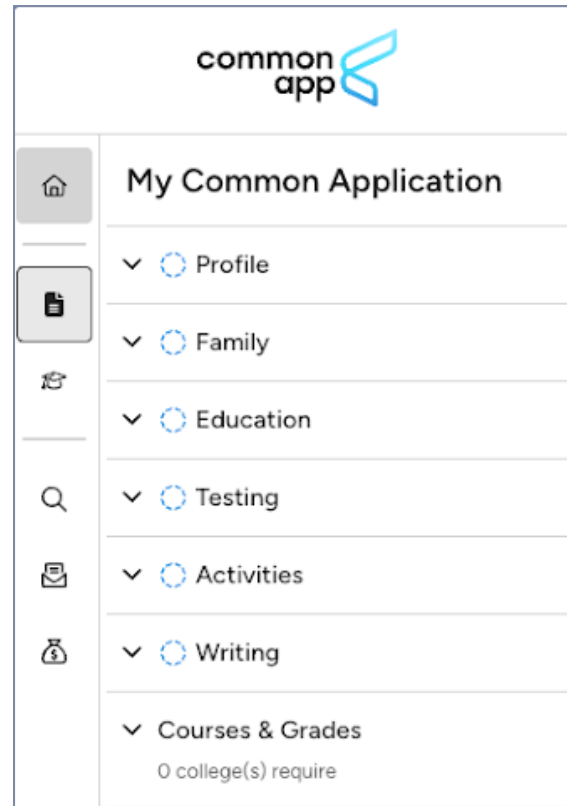 common
app
My Common Application
Profile
Family
Education
Testing
Activities
Writing
Courses & Grades
0 college(s) require